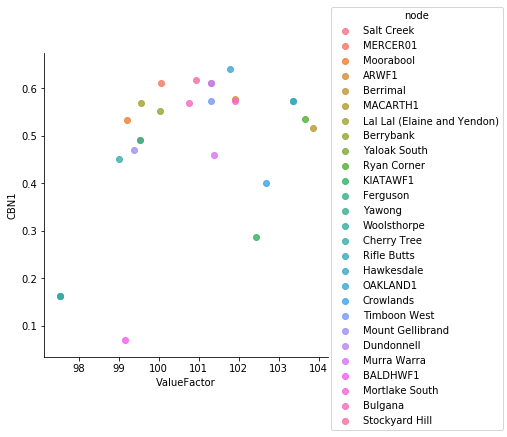 node
Salt Creek
MERCER01
Moorabool
ARWF1
Berrimal
MACARTH1
Lal Lal (Elaine and Yendon)
Berrybank
Yaloak South
Ryan Corner
KIATAWF1
Ferguson
Yawong
Woolsthorpe
Cherry Tree
Rifle Butts
Hawkesdale
OAKLAND1
Crowlands
Timboon West
Mount Gellibrand
Dundonnell
Murra Warra
BALDHWF1
Mortlake South
Bulgana
Stockyard Hill
CBN1
0.6
0.5
0.4
0.3
0.2
0.1
98 99 100 101 102 103 104
ValueFactor